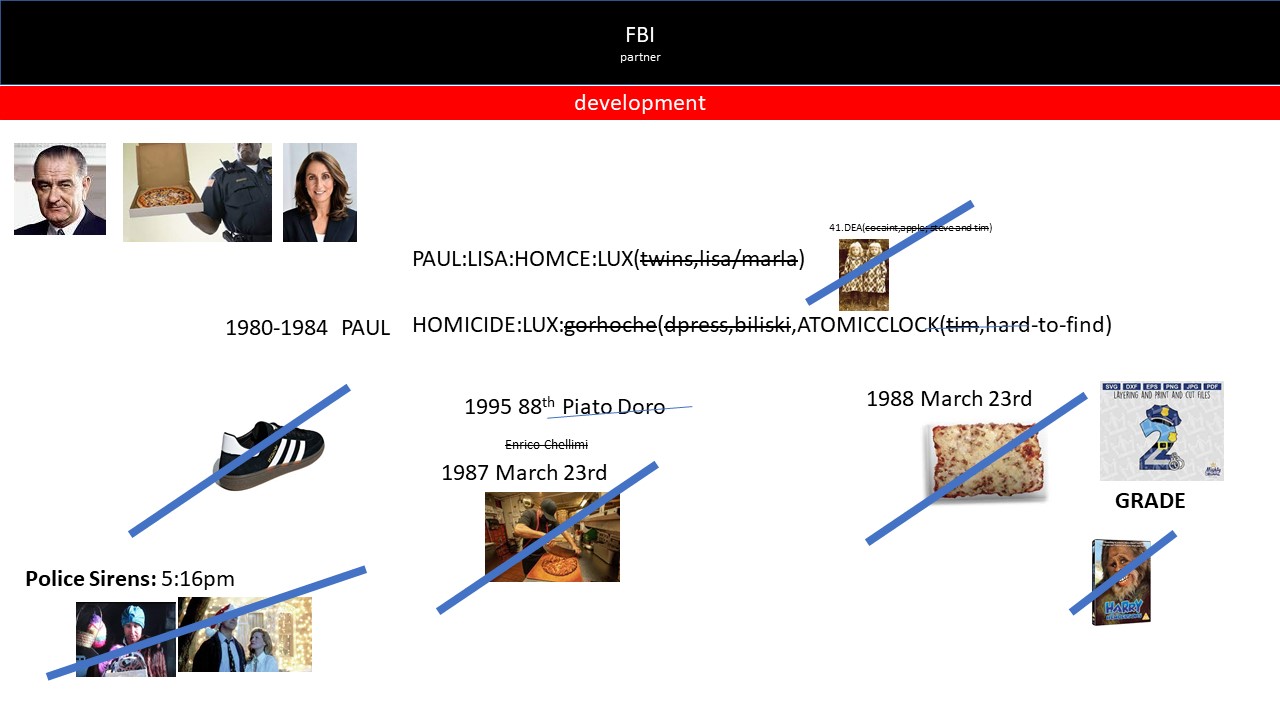 FBI
partner
development
41.DEA(cocaint,apple; steve and tim)
PAUL:LISA:HOMCE:LUX(twins,lisa/marla)
1980-1984 PAUL HOMICIDE:LUX:gorhoche(dpress,biliski,ATOMICCLOCK(tim,hard-to-find)
1995 88th Piato Doro
Enrico Chellimi
1987 March 23rd
1988 March 23rd
SVG DXF EPS PNG JPG PDF
LAYERING AND PRINT AND CUT FILES
GRADE
Police Sirens: 5:16pm
HARRY